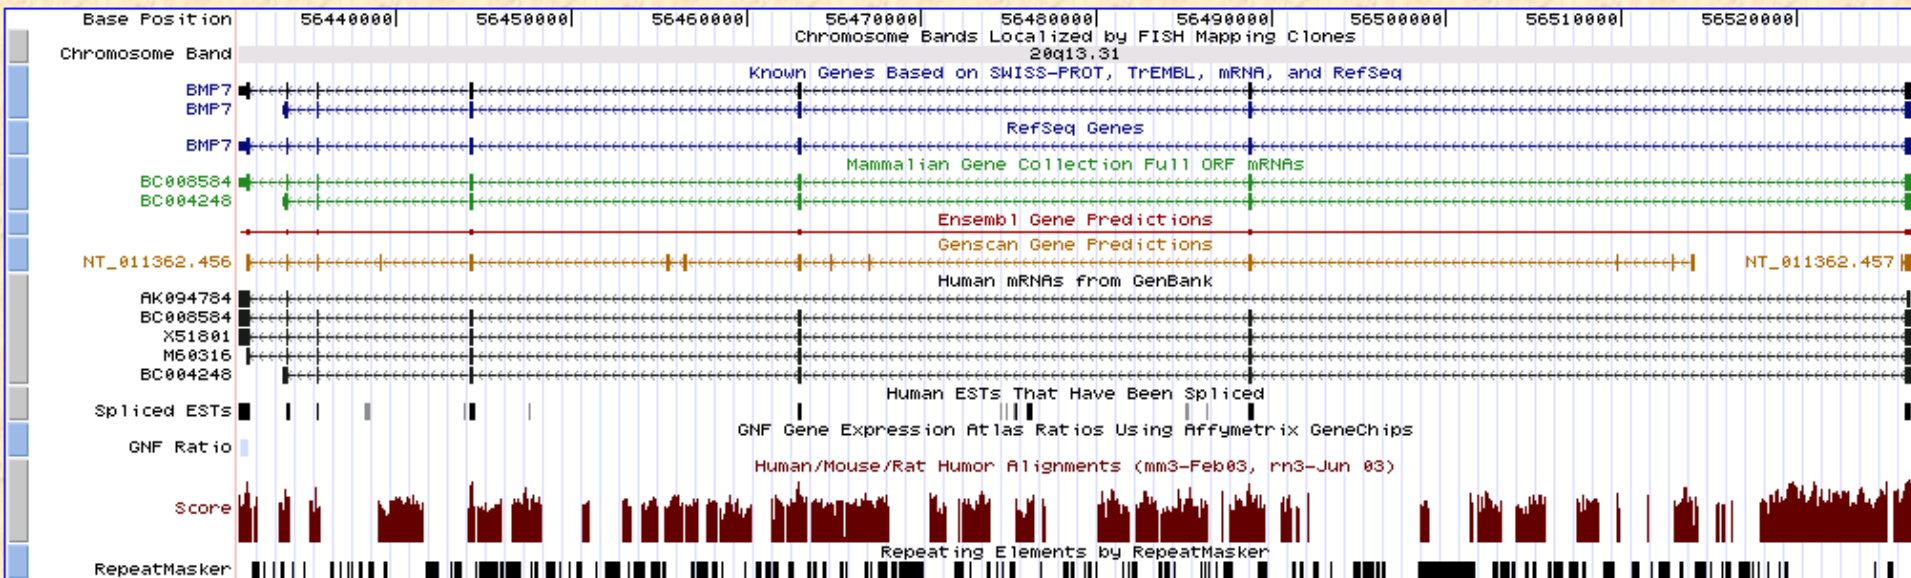 Base Position 56440000 56450000 56460000 56470000 56480000 56490000 56500000 56510000 56520000
Chromosome Bands Localized by FISH Mapping Clones
Chromosome Band 20q13.31
Known Genes Based on SWISS-PROT, TrEMBL, mRNA, and RefSeq
BMP7
BMP7
RefSeq Genes
BMP7
Mammalian Gene Collection Full ORF mRNAs
BC008584
BC004248
Ensembl Gene Predictions
Genscan Gene Predictions
NT_011362.456 NT_011362.457
Human mRNAs from GenBank
AK094784
BC008584
X51801
M60316
BC004248
Human ESTs That Have Been Spliced
Spliced ESTs
GNF Gene Expression Atlas Ratios Using Affymetrix GeneChips
GNF Ratio
Human/Mouse/Rat Humor Alignments (mm3-Feb03, rn3-Jun 03)
Score
Repeating Elements by RepeatMasker
RepeatMasker